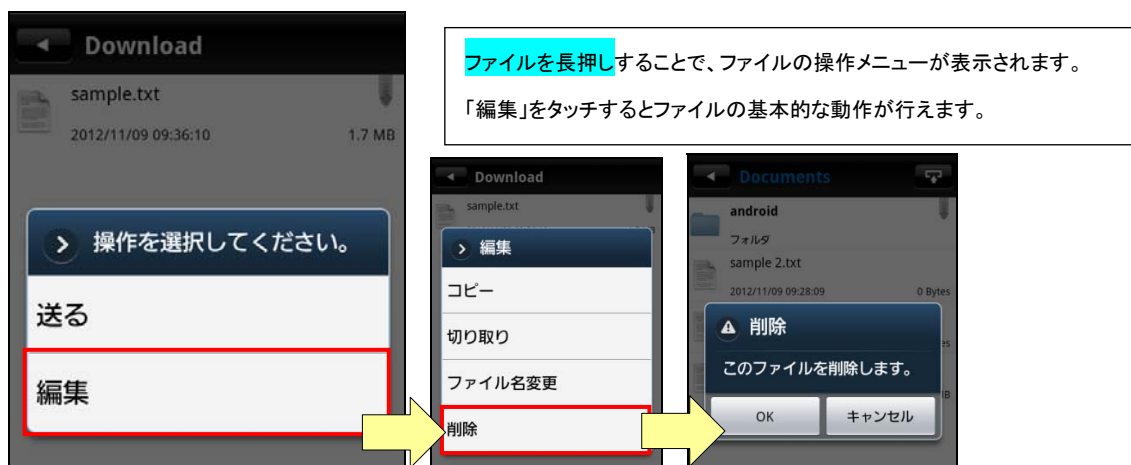 Download
sample.txt
2012/11/09 09:36:10 1.7 MB
操作を選択してください。
送る
編集
ファイルを長押しすることで、ファイルの操作メニューが表示されます。
「編集」をタッチするとファイルの基本的な動作が行えます。
Download
sample.txt
編集
コピー
切り取り
ファイル名変更
削除
Documents
android
フォルダ
sample 2.txt
2012/11/09 09:28:09 0 Bytes
削除
このファイルを削除します。
OK キャンセル